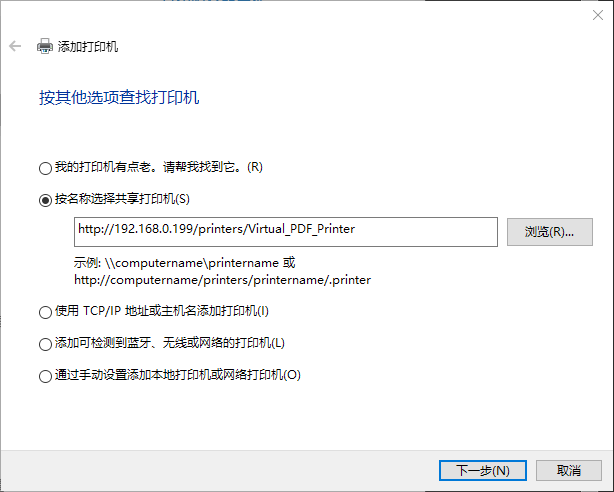 添加打印机
按其他选项查找打印机
我的打印机有点老。请帮我找到它。(R)
按名称选择共享打印机(S)
http://192.168.0.199/printers/Virtual_PDF_Printer
浏览(R)...
示例: \\computername\printername 或
http://computername/printers/printername/.printer
使用 TCP/IP 地址或主机名添加打印机(I)
添加可检测到蓝牙、无线或网络的打印机(L)
通过手动设置添加本地打印机或网络打印机(O)
下一步(N)
取消